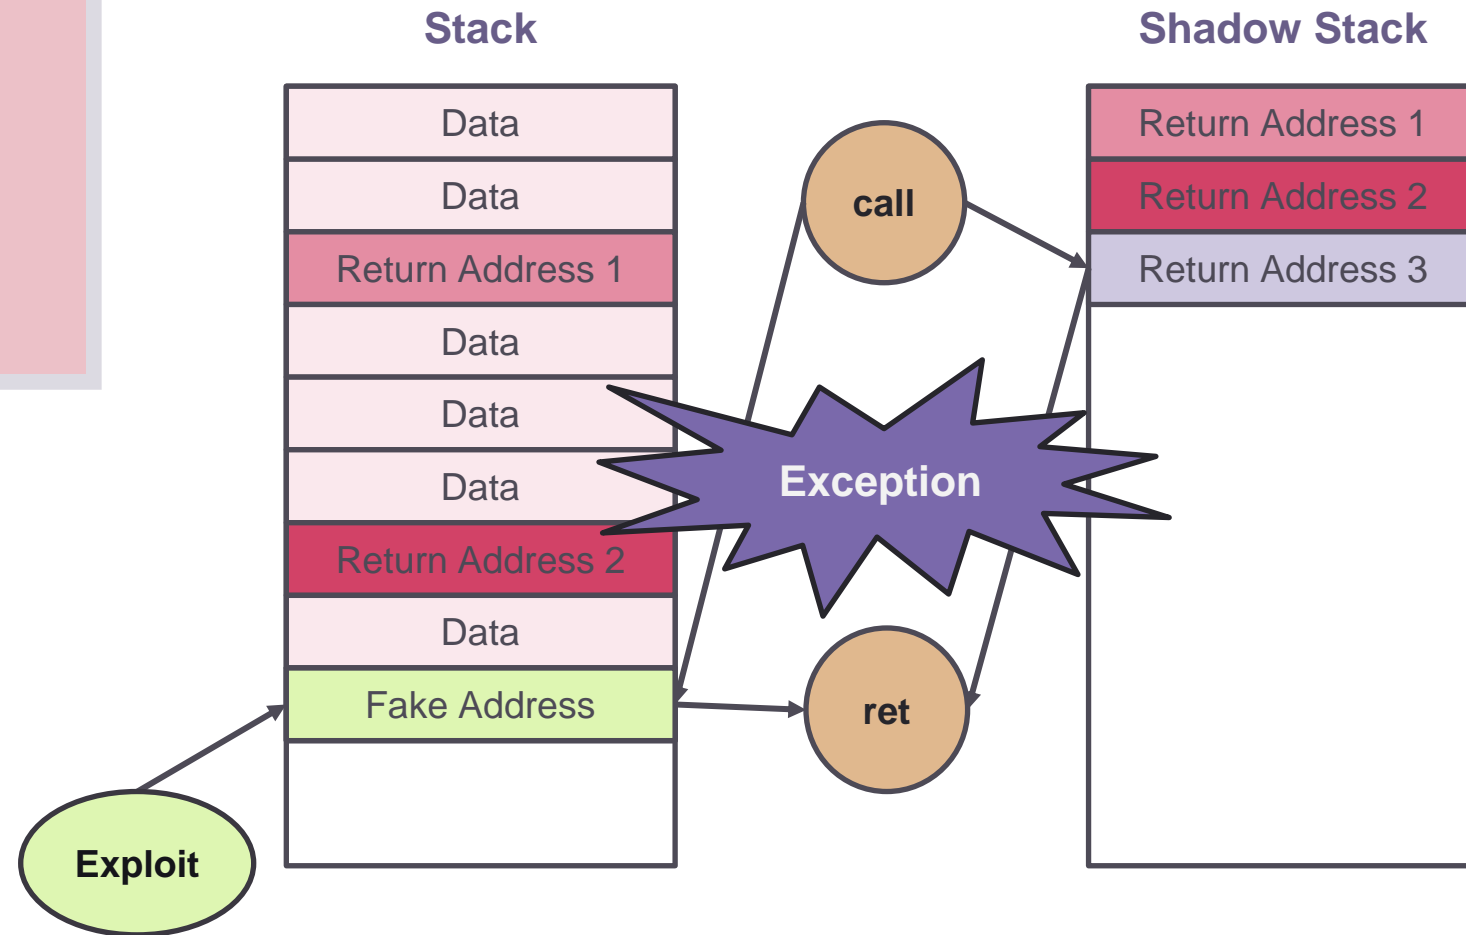 Stack
Shadow Stack
Data
Data
Return Address 1
Data
Data
Data
Return Address 2
Data
Fake Address
call
Exception
ret
Exploit
Return Address 1
Return Address 2
Return Address 3